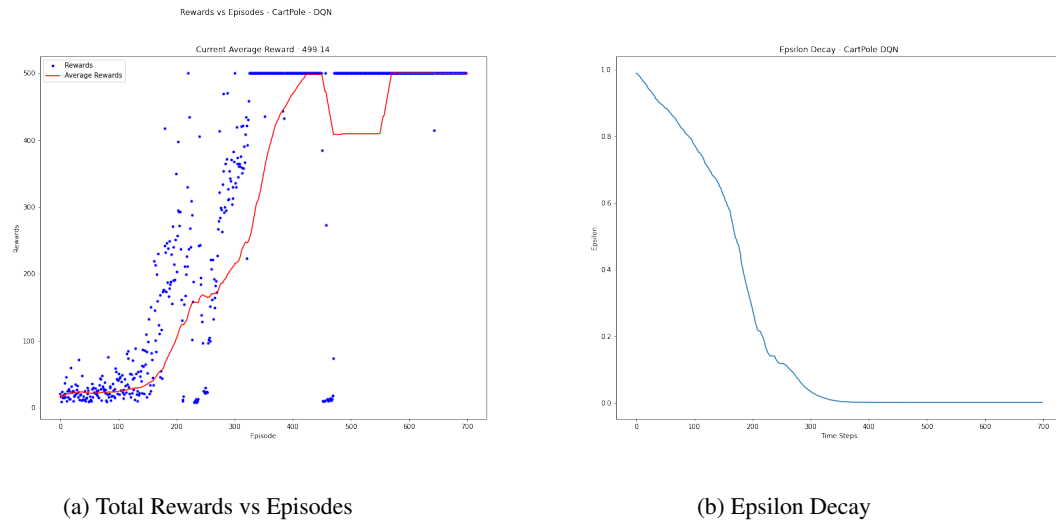 Rewards vs Episodes - CartPole - DQN
Current Average Reward : 499.14
Rewards
Average Rewards
500
400
300
200
100
0
Rewards
0 100 200 300 400 500 600 700
Episode
(a) Total Rewards vs Episodes
Epsilon Decay - CartPole DQN
1.0
0.8
0.6
0.4
0.2
0.0
Epsilon
0 100 200 300 400 500 600 700
Time Steps
(b) Epsilon Decay